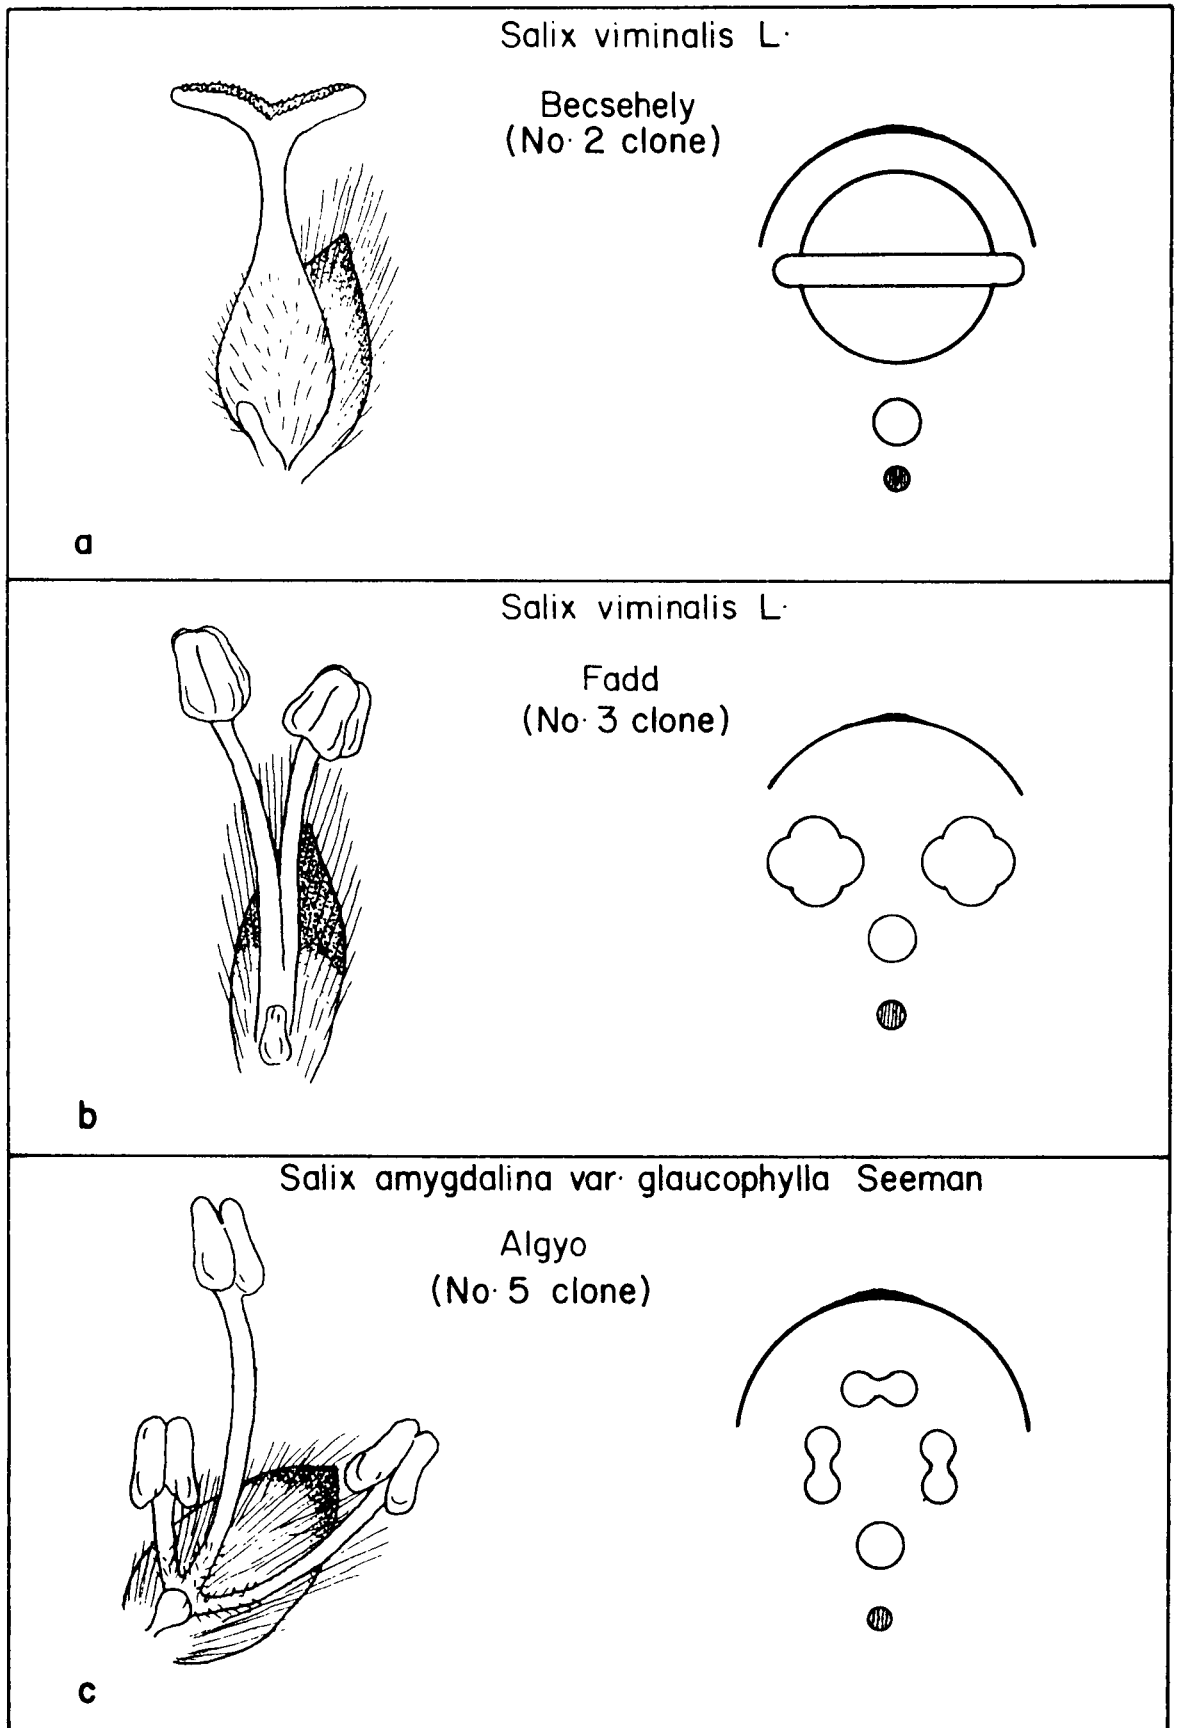 Salix viminalis L.
Becsehely
(No. 2 clone)
a
Salix viminalis L.
Fadd
(No. 3 clone)
b
Salix amygdalina var. glaucophylla Seeman
Algyo
(No. 5 clone)
c